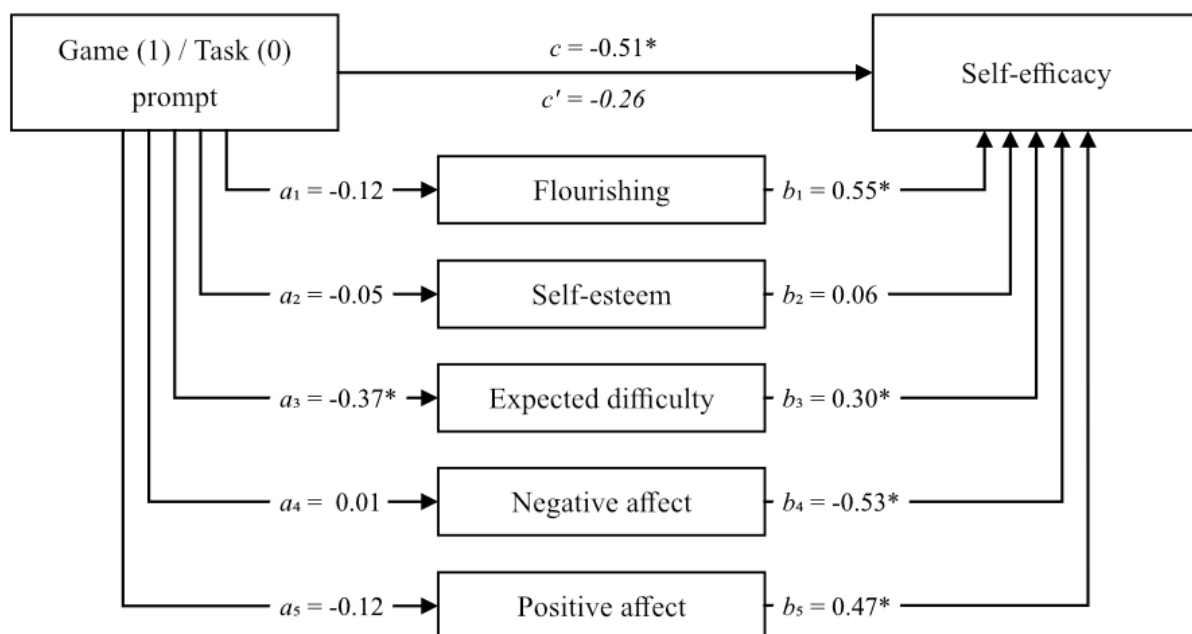 Game (1) / Task (0)
prompt
c = -0.51*
c' = -0.26
Self-efficacy
a₁ = -0.12
Flourishing
b₁ = 0.55*
a₂ = -0.05
Self-esteem
b₂ = 0.06
a₃ = -0.37*
Expected difficulty
b₃ = 0.30*
a₄ = 0.01
Negative affect
b₄ = -0.53*
a₅ = -0.12
Positive affect
b₅ = 0.47*